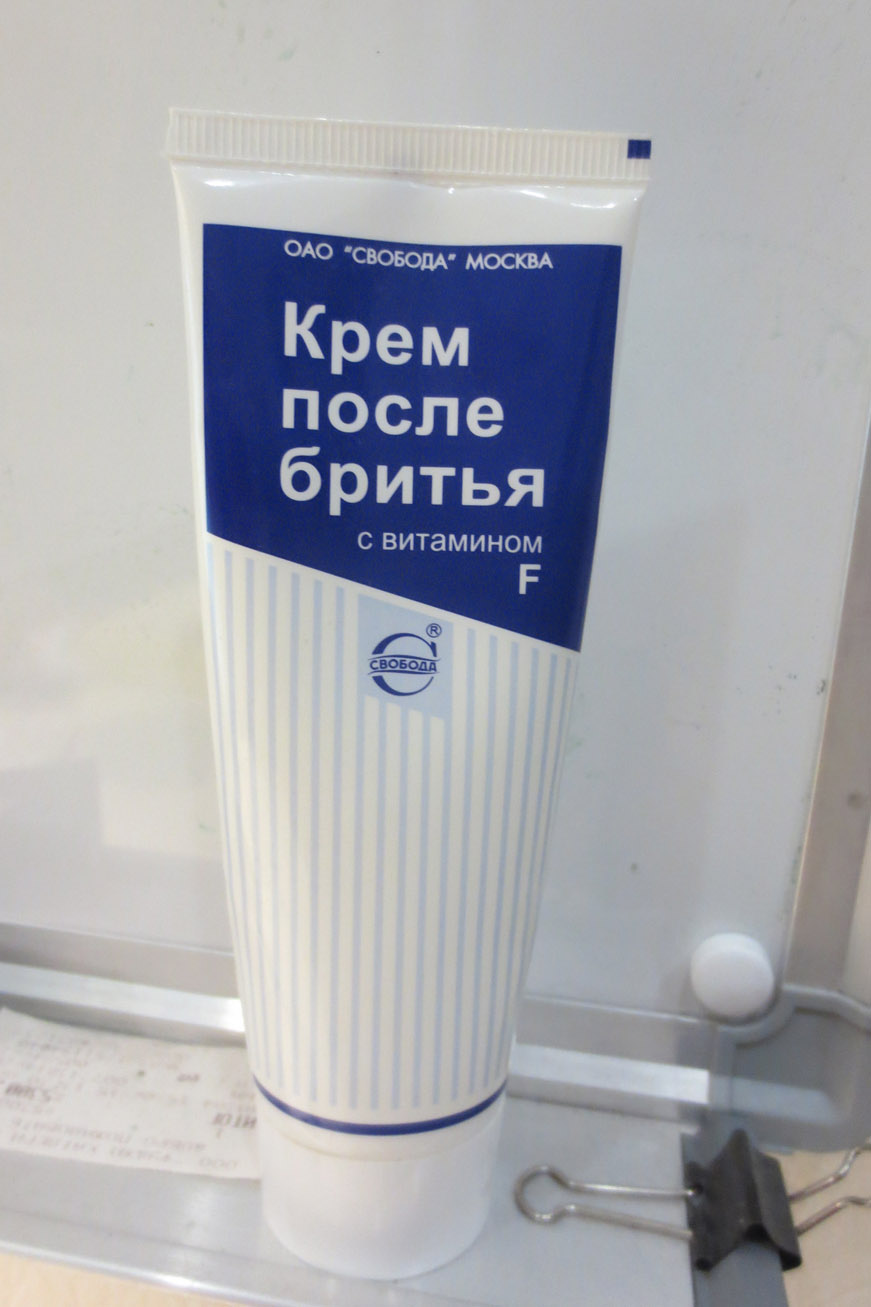 ОАО "СВОБОДА" МОСКВА
Крем
после
бритья
с витамином
F
®
СВОБОДА